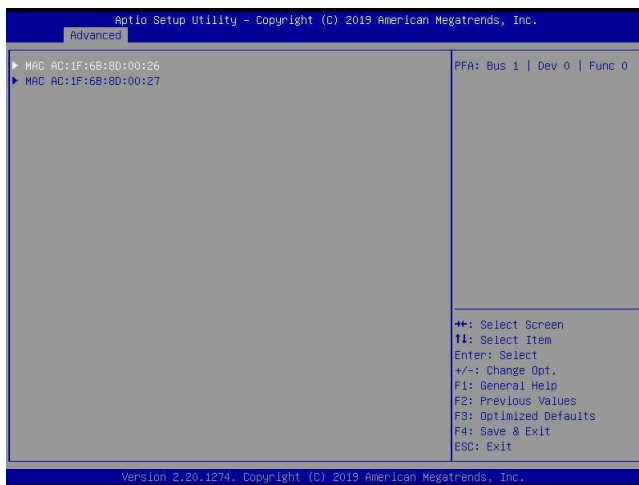 Aptio Setup Utility – Copyright (C) 2019 American Megatrends, Inc.
Advanced
▶ MAC AC:1F:6B:8D:00:26
▶ MAC AC:1F:6B:8D:00:27
PFA: Bus 1 | Dev 0 | Func 0
→←: Select Screen
↑↓: Select Item
Enter: Select
+/-: Change Opt.
F1: General Help
F2: Previous Values
F3: Optimized Defaults
F4: Save & Exit
ESC: Exit
Version 2.20.1274. Copyright (C) 2019 American Megatrends, Inc.